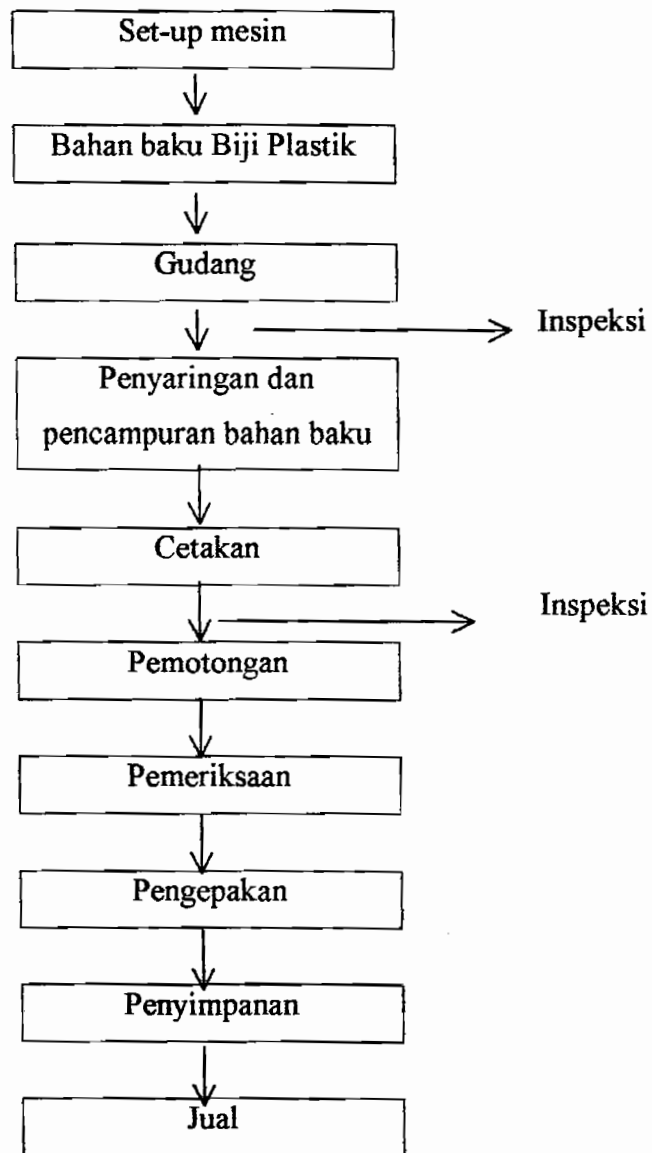 Set-up mesin
Bahan baku Biji Plastik
Gudang
Inspeksi
Penyaringan dan
pencampuran bahan baku
Cetakan
Inspeksi
Pemotongan
Pemeriksaan
Pengepakan
Penyimpanan
Jual